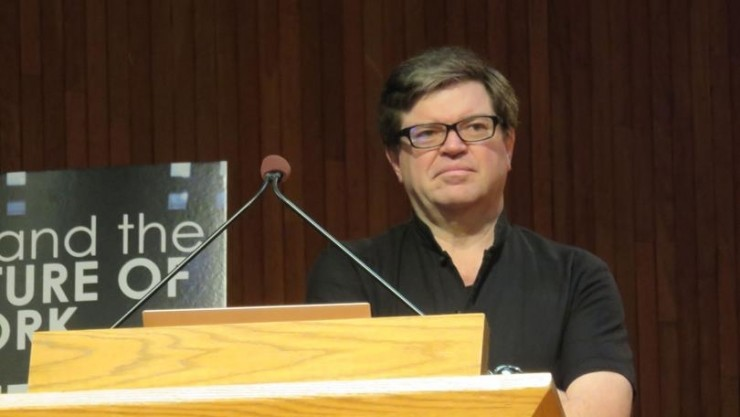 and the
TURE OF
ORK